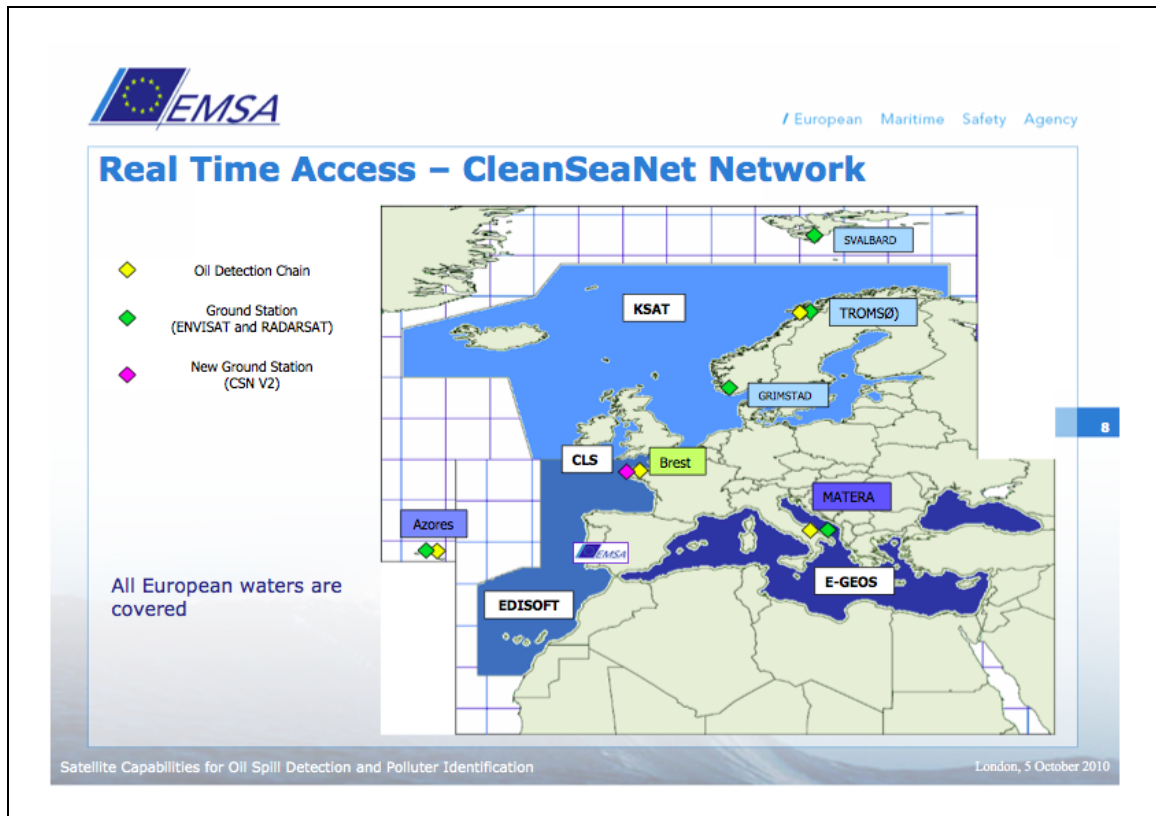 EMSA
/ European Maritime Safety Agency
Real Time Access – CleanSeaNet Network
Oil Detection Chain
Ground Station
(ENVISAT and RADARSAT)
New Ground Station
(CSN V2)
SVALBARD
KSAT
TROMSØ)
GRIMSTAD
8
CLS
Brest
MATERA
Azores
EMSA
E-GEOS
EDISOFT
All European waters are
covered
Satellite Capabilities for Oil Spill Detection and Polluter Identification
London, 5 October 2010